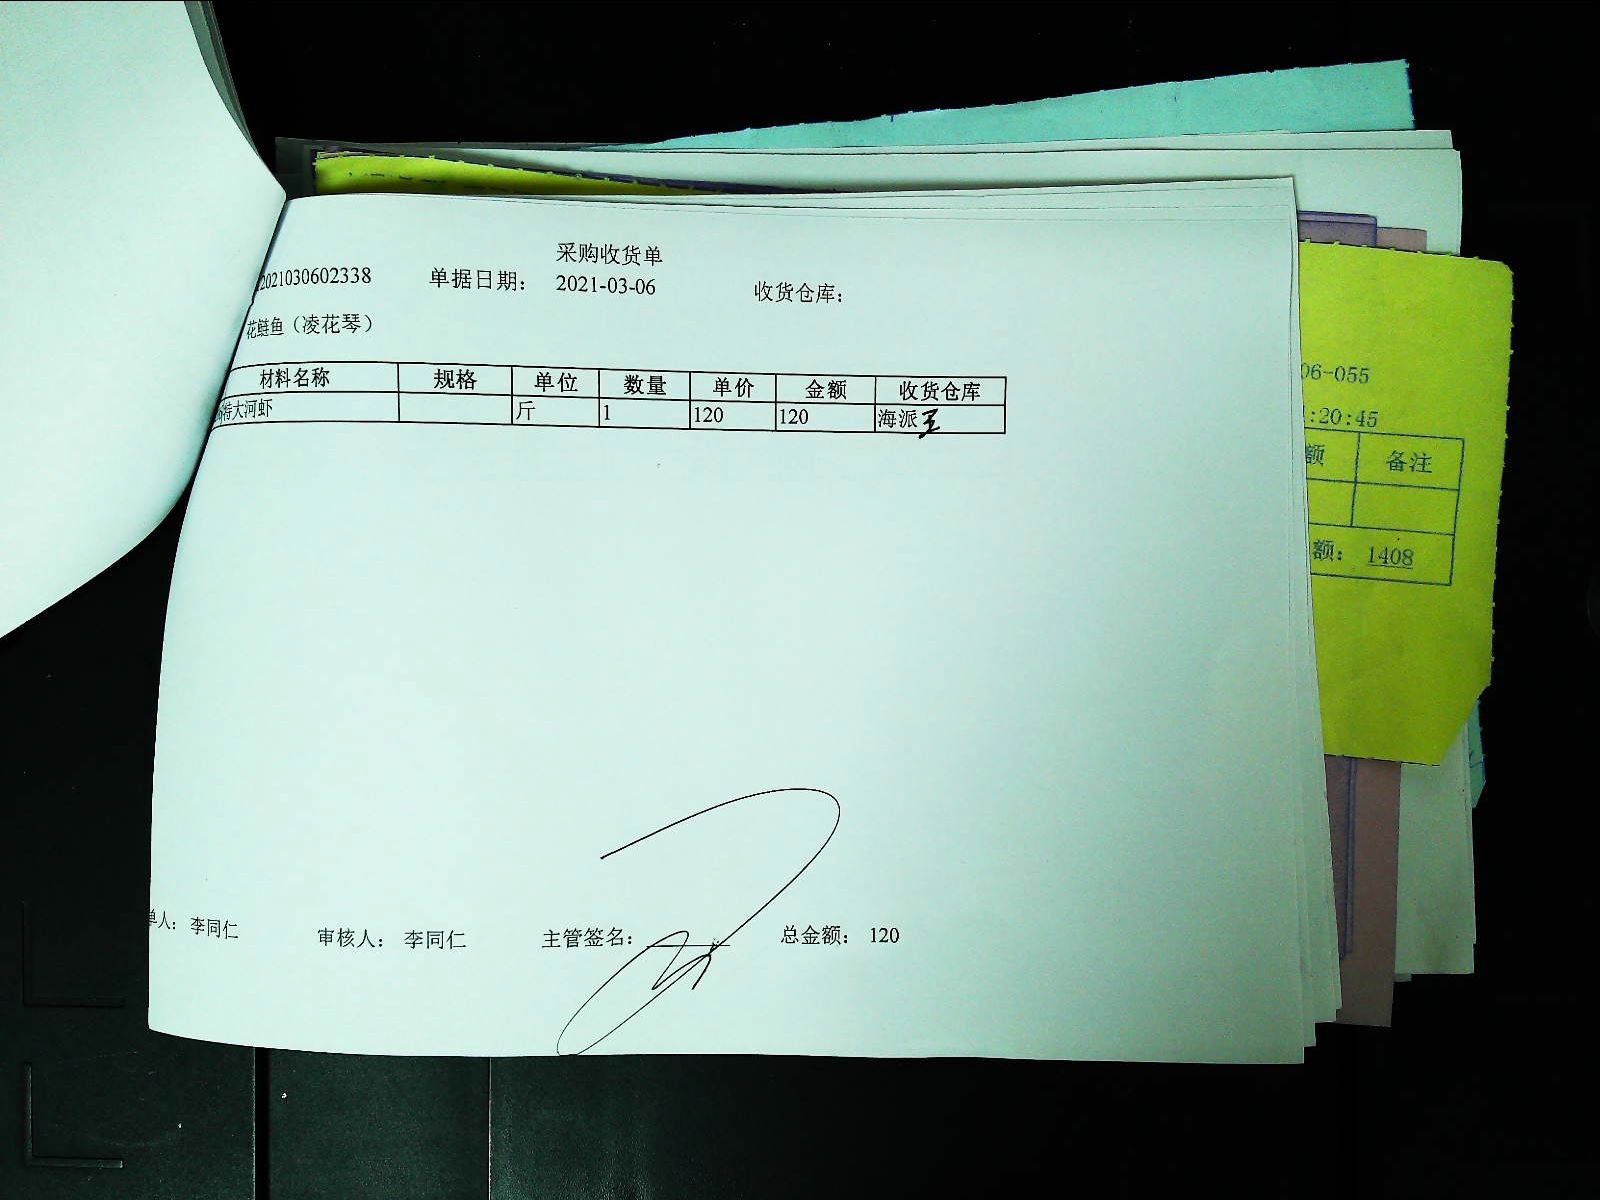 采购收货单
2021030602338 单据日期： 2021-03-06 收货仓库：
花鲢鱼（凌花琴）
材料名称 规格 单位 数量 单价 金额 收货仓库
特大河虾 斤 1 120 120 海派
单人： 李同仁 审核人： 李同仁 主管签名： 总金额： 120
06-055
:20:45
额 备注
额： 1408